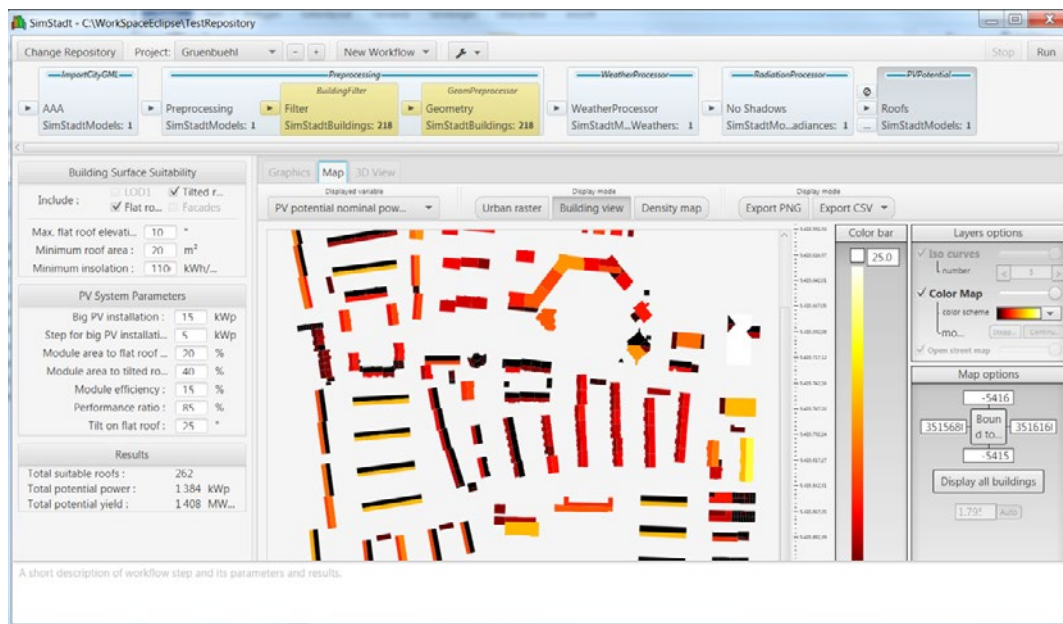 SimStadt - C:\WorkSpaceEclipse\TestRepository
Change Repository Project: Gruenbuehl - + New Workflow Stop Run
ImportCityGML Preprocessing WeatherProcessor RadiationProcessor PVPotential
BuildingFilter GeomPreprocessor
AAA Preprocessing Filter Geometry WeatherProcessor No Shadows Roofs
SimStadtModels: 1 SimStadtModels: 1 SimStadtBuildings: 218 SimStadtBuildings: 218 SimStadtM...Weathers: 1 SimStadtMo...adiances: 1 ... SimStadtModels: 1
Building Surface Suitability
Include :
LOD1 Tilted r...
Flat ro... Facades
Max. flat roof elevati... 10 °
Minimum roof area : 20 m²
Minimum insolation : 110 kWh/...
PV System Parameters
Big PV installation : 15 kWp
Step for big PV installati... 5 kWp
Module area to flat roof ... 20 %
Module area to tilted ro... 40 %
Module efficiency : 15 %
Performance ratio : 85 %
Tilt on flat roof : 25 °
Results
Total suitable roofs : 262
Total potential power : 1 384 kWp
Total potential yield : 1 408 MW...
Graphics Map 3D View
Displayed variable Display mode Display mode
PV potential nominal pow... Urban raster Building view Density map Export PNG Export CSV
Color bar
25.0
Layers options
Iso curves
number < >
Color Map
color scheme
mo... Continu...
Open street map
Map options
-5416
351568 Boun 351616
d to...
-5415
Display all buildings
1.79 Auto
A short description of workflow step and its parameters and results.